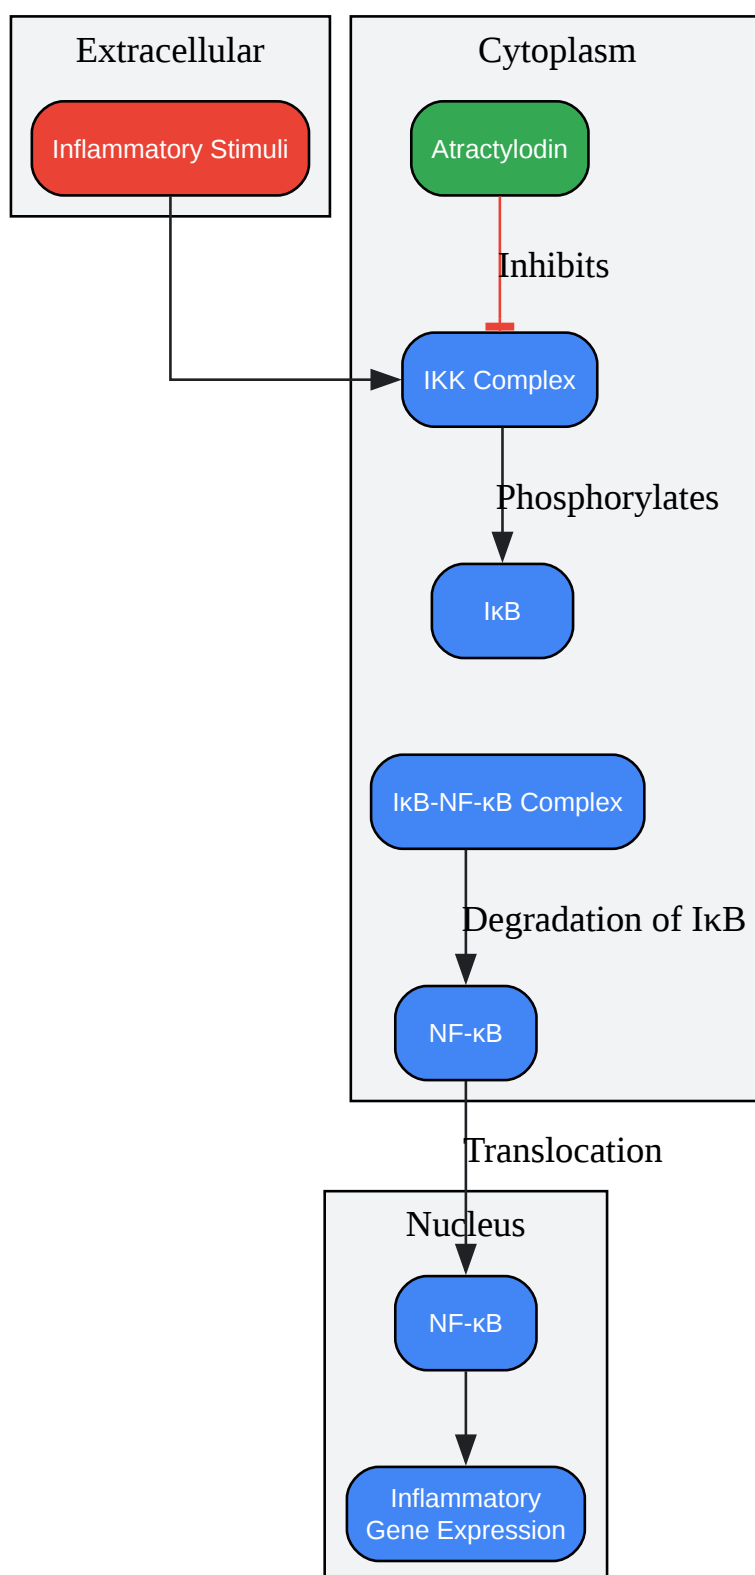 Extracellular
Cytoplasm
Inflammatory Stimuli
Atractylodin
Inhibits
IKK Complex
Phosphorylates
IκB
IκB-NF-κB Complex
Degradation of IκB
NF-κB
Translocation
Nucleus
NF-κB
Inflammatory
Gene Expression